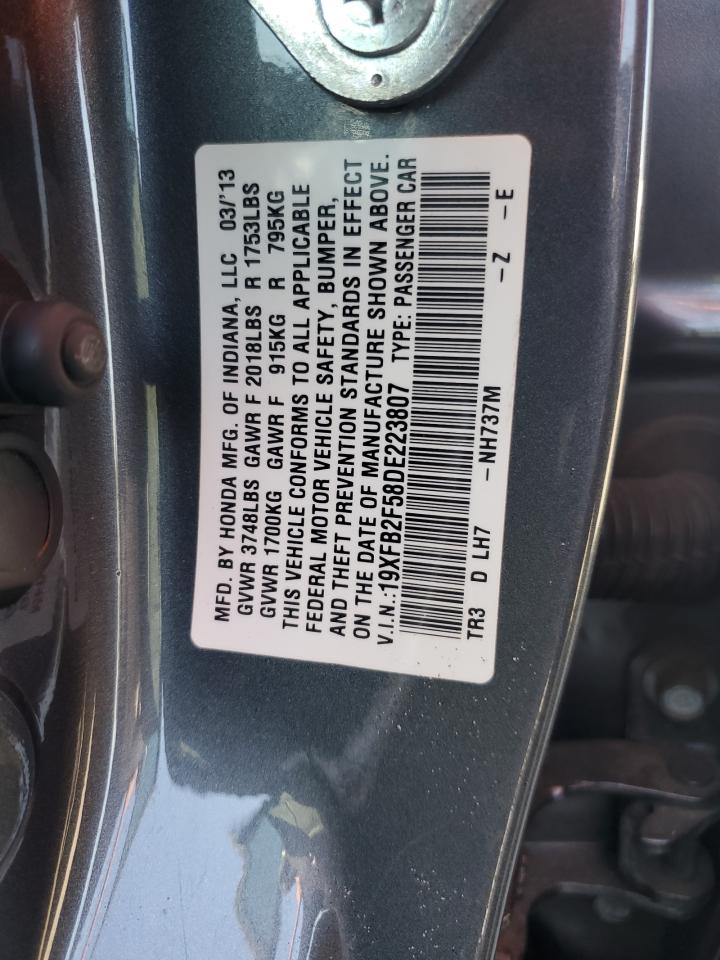 MFD. BY HONDA MFG. OF INDIANA, LLC 03/'13
GVWR 3748LBS GAWR F 2018LBS R 1753LBS
GVWR 1700KG GAWR F 915KG R 795KG
THIS VEHICLE CONFORMS TO ALL APPLICABLE
FEDERAL MOTOR VEHICLE SAFETY, BUMPER,
AND THEFT PREVENTION STANDARDS IN EFFECT
ON THE DATE OF MANUFACTURE SHOWN ABOVE.
V.I.N.:19XFB2F58DE223807 TYPE: PASSENGER CAR
TR3 D LH7 –NH737M –Z –E